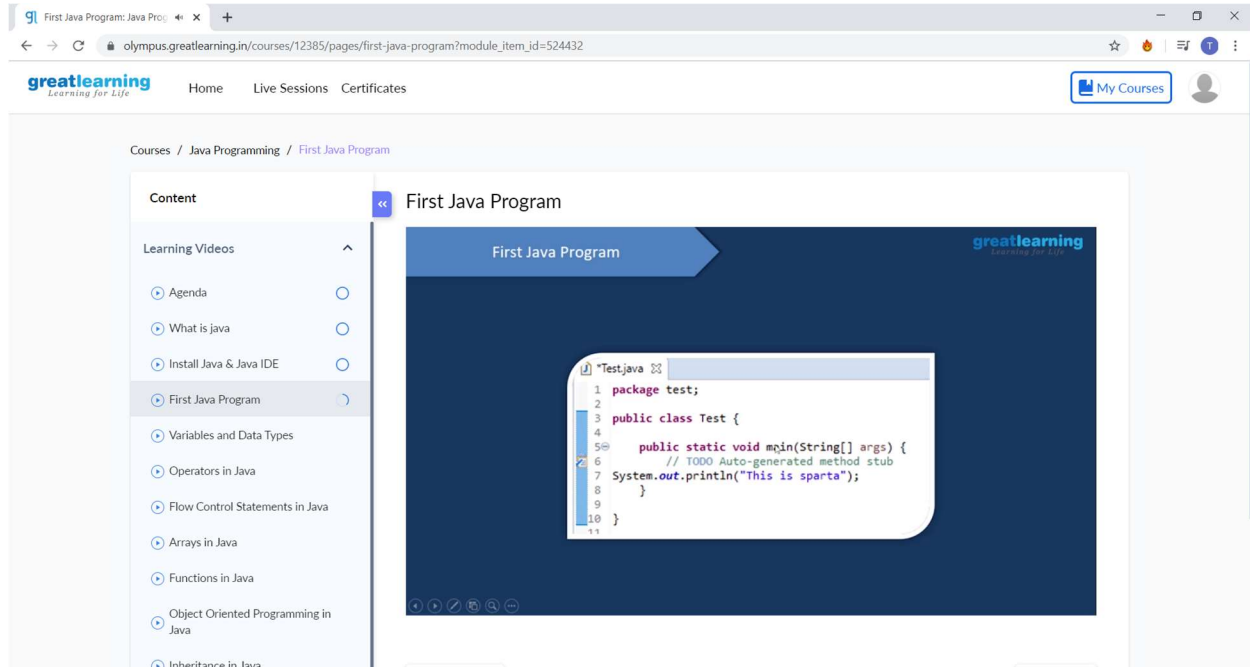 First Java Program: Java Prog
olympus.greatlearning.in/courses/12385/pages/first-java-program?module_item_id=524432
T
greatlearning
Learning for Life
Home Live Sessions Certificates
My Courses
Courses / Java Programming / First Java Program
Content
Learning Videos
Agenda
What is java
Install Java & Java IDE
First Java Program
Variables and Data Types
Operators in Java
Flow Control Statements in Java
Arrays in Java
Functions in Java
Object Oriented Programming in
Java
Inheritance in Java
First Java Program
First Java Program
greatlearning
Learning for Life
*Test.java
1 package test;
2
3 public class Test {
4
5 public static void main(String[] args) {
6 // TODO Auto-generated method stub
7 System.out.println("This is sparta");
8 }
9
10 }
11